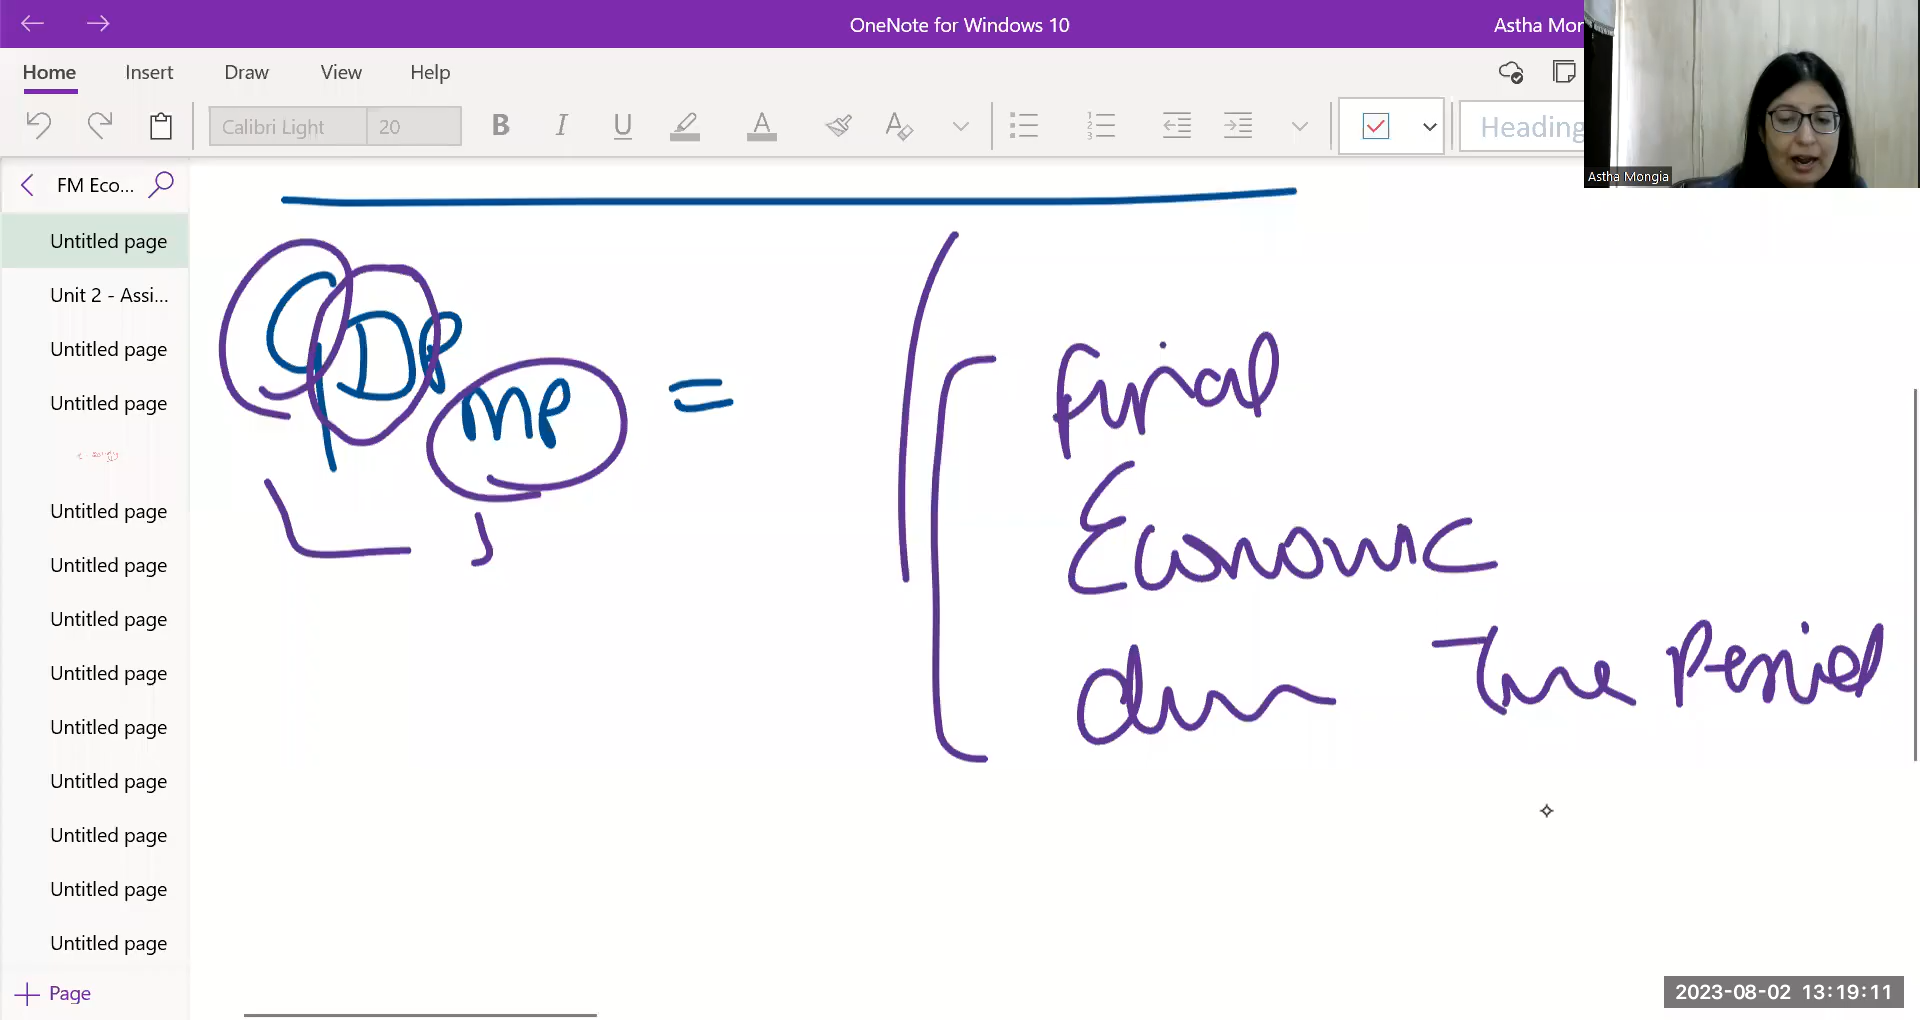 OneNote for Windows 10
Astha Mon
Home Insert Draw View Help
Calibri Light 20 B I U A A Heading
Astha Mongia
FM Eco...
Untitled page
Unit 2 - Assi...
Untitled page
Untitled page
Untitled page
Untitled page
Untitled page
Untitled page
Untitled page
Untitled page
Untitled page
Untitled page
Untitled page
Page
GDP MP =
Final
Economic
Time Period
2023-08-02 13:19:11